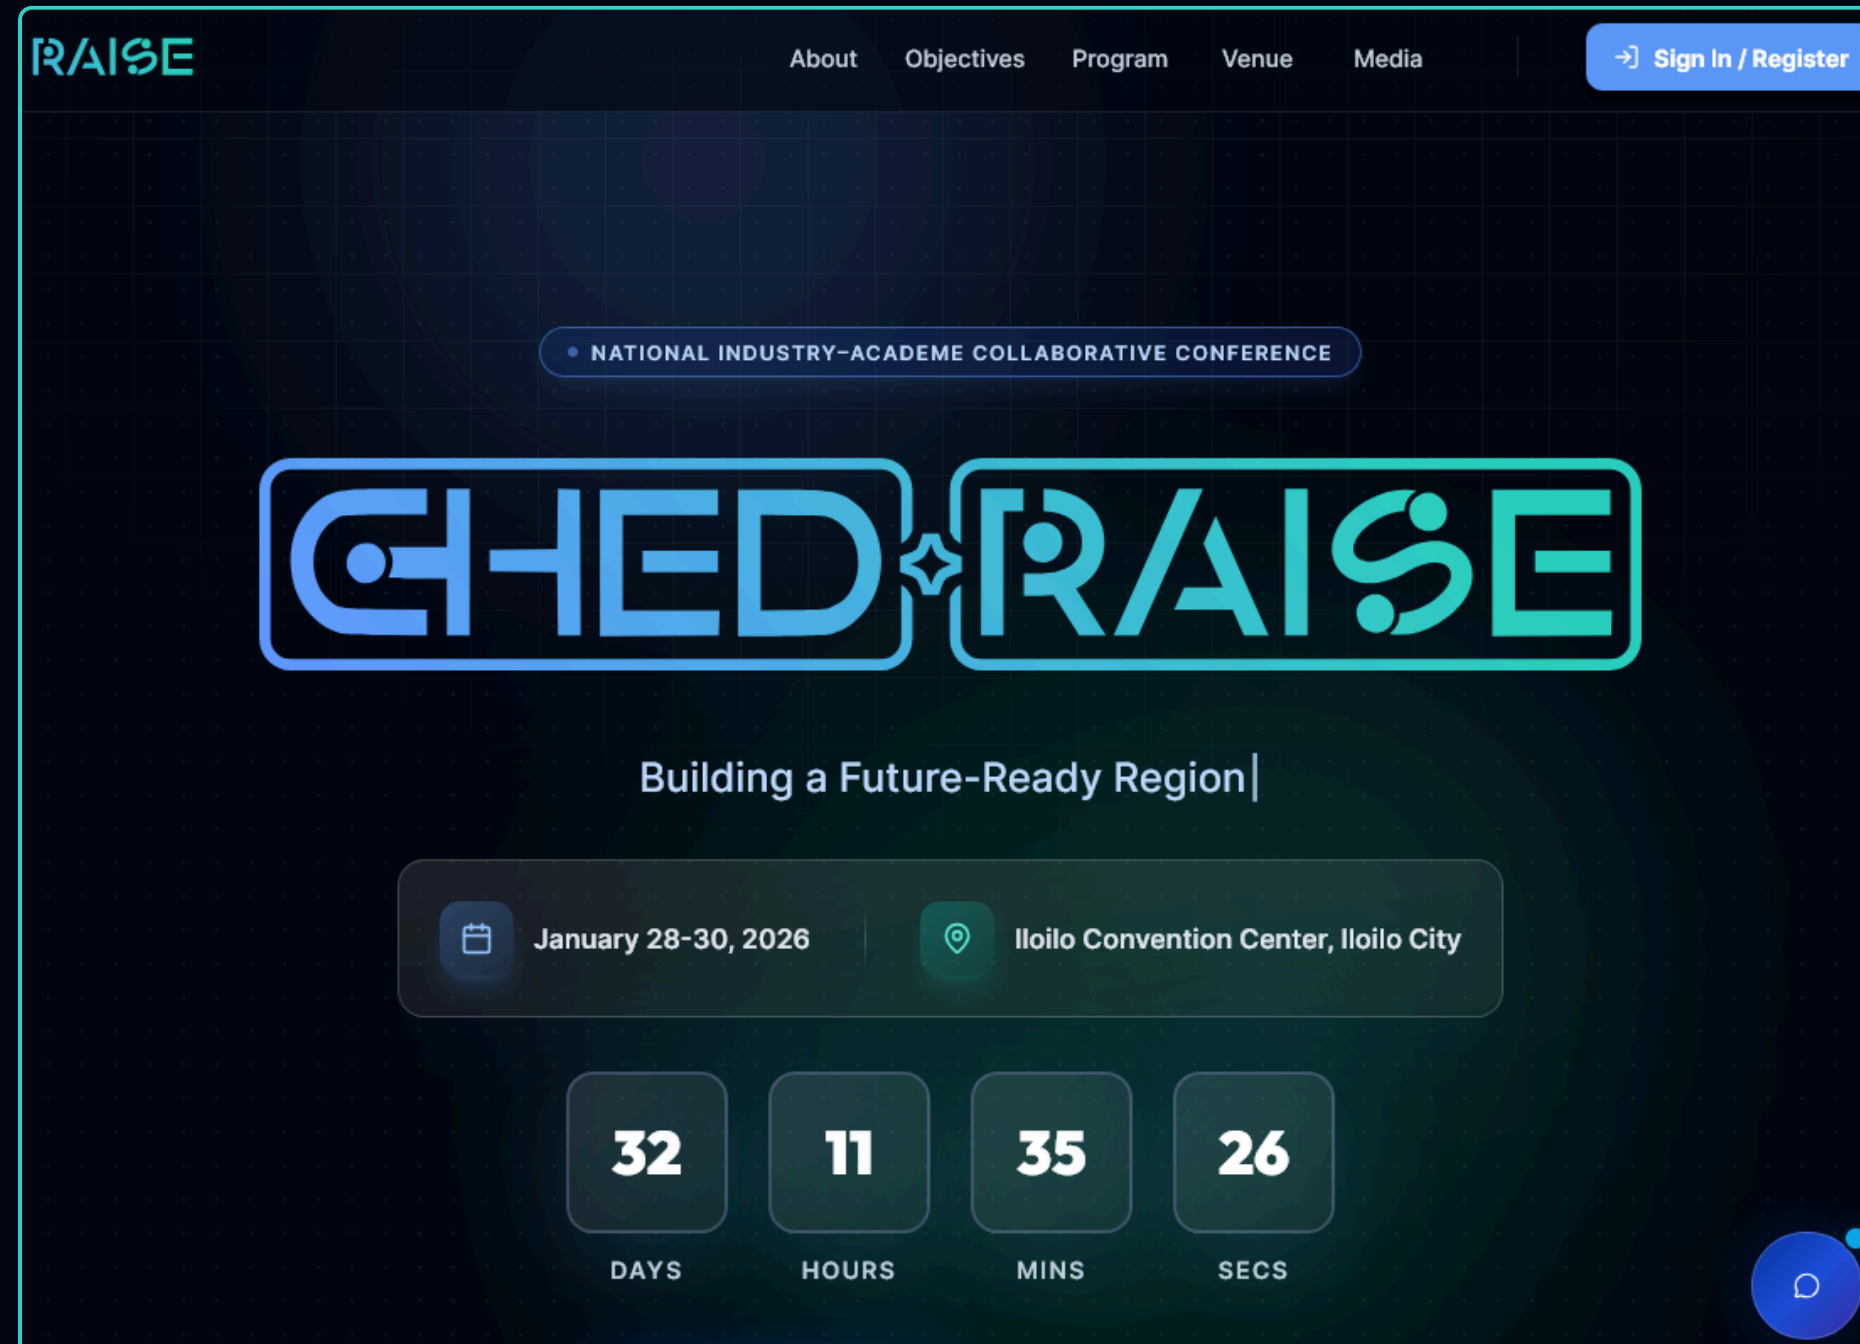 RAISE
About Objectives Program Venue Media
Sign In / Register
NATIONAL INDUSTRY–ACADEME COLLABORATIVE CONFERENCE
CHED RAISE
Building a Future-Ready Region
January 28-30, 2026
Iloilo Convention Center, Iloilo City
32 11 35 26
DAYS HOURS MINS SECS